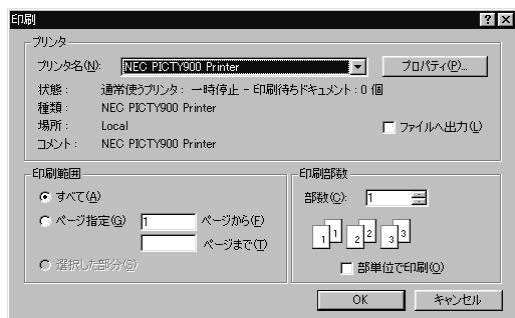 印刷
プリンタ
プリンタ名(N): NEC PICTY900 Printer プロパティ(P)...
状態: 通常使うプリンタ: 一時停止 - 印刷待ちドキュメント: 0 個
種類: NEC PICTY900 Printer
場所: Local
コメント: NEC PICTY900 Printer
ファイルへ出力(L)
印刷範囲
すべて(A)
ページ指定(G) 1 ページから(F)
ページまで(T)
選択した部分(S)
印刷部数
部数(C): 1
1 1 2 2 3 3
部単位で印刷(O)
OK キャンセル